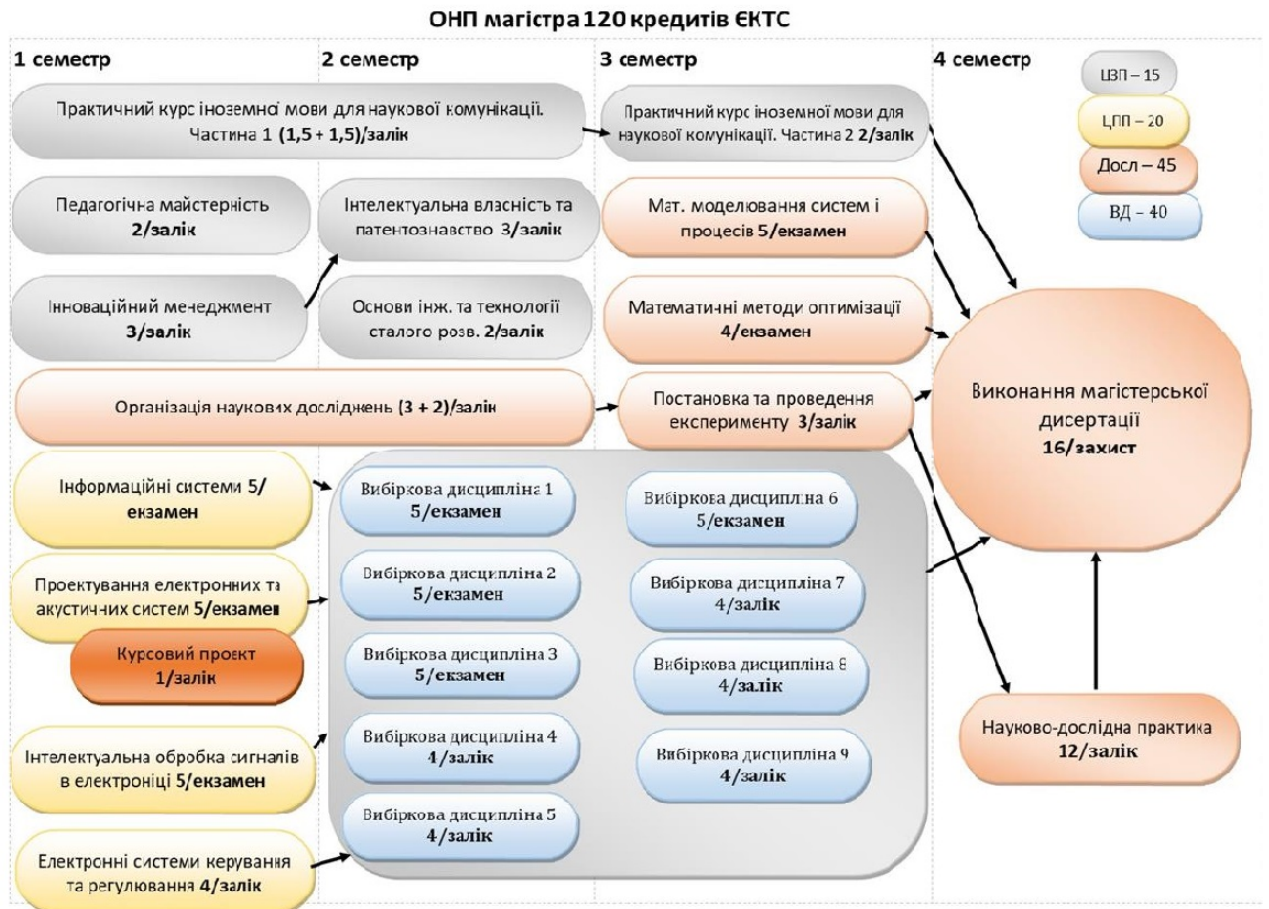 ОНП магістра 120 кредитів ЄКТС
1 семестр
2 семестр
3 семестр
4 семестр
ЦЗП – 15
ЦПП – 20
Досл – 45
ВД – 40
Практичний курс іноземної мови для наукової комунікації.
Частина 1 (1,5 + 1,5)/залік
Практичний курс іноземної мови для
наукової комунікації. Частина 2 2/залік
Педагогічна майстерність
2/залік
Інтелектуальна власність та
патентознавство 3/залік
Мат. моделювання систем і
процесів 5/екзамен
Інноваційний менеджмент
3/залік
Основи інж. та технології
сталого розв. 2/залік
Математичні методи оптимізації
4/екзамен
Організація наукових досліджень (3 + 2)/залік
Постановка та проведення
експерименту 3/залік
Виконання магістерської
дисертації
16/захист
Інформаційні системи 5/
екзамен
Проектування електронних та
акустичних систем 5/екзамен
Курсовий проєкт
1/залік
Інтелектуальна обробка сигналів
в електроніці 5/екзамен
Електронні системи керування
та регулювання 4/залік
Вибіркова дисципліна 1
5/екзамен
Вибіркова дисципліна 2
5/екзамен
Вибіркова дисципліна 3
5/екзамен
Вибіркова дисципліна 4
4/залік
Вибіркова дисципліна 5
4/залік
Вибіркова дисципліна 6
5/екзамен
Вибіркова дисципліна 7
4/залік
Вибіркова дисципліна 8
4/залік
Вибіркова дисципліна 9
4/залік
Науково-дослідна практика
12/залік